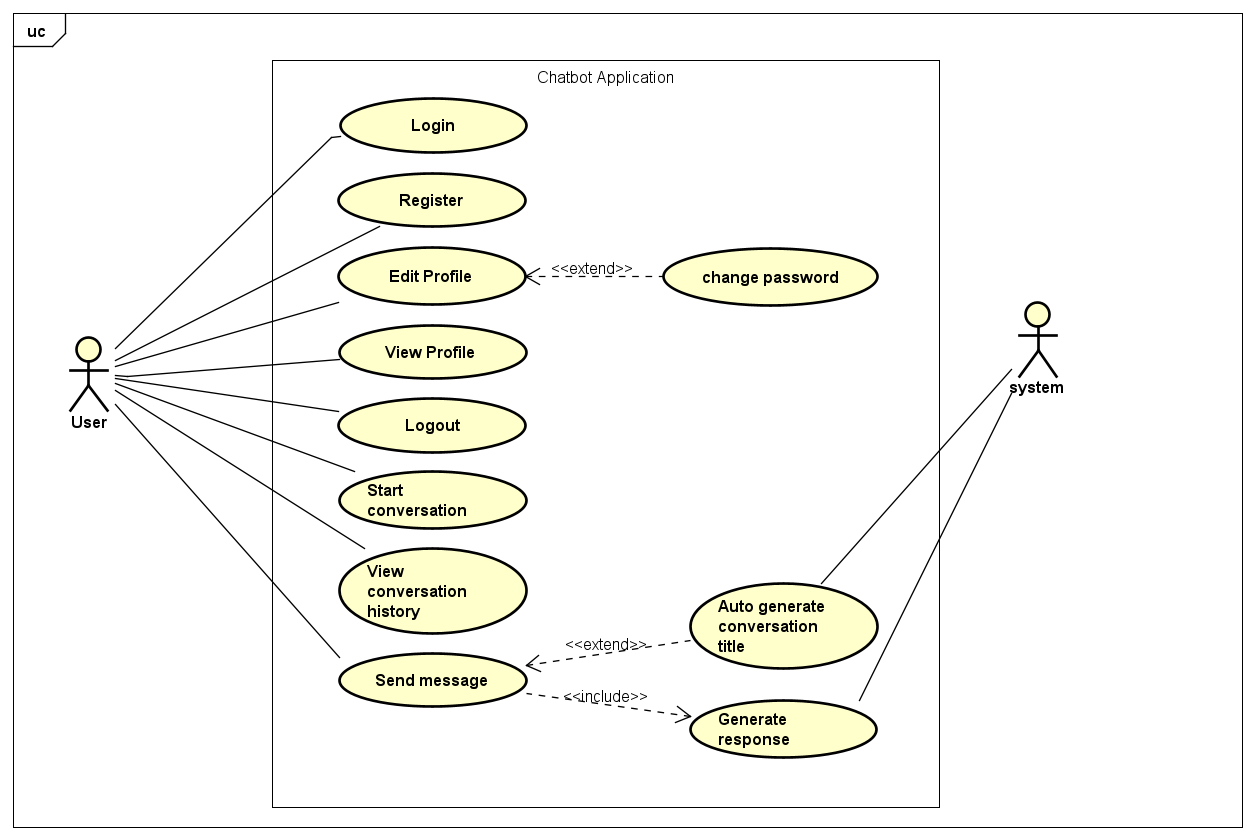 uc
Chatbot Application
Login
Register
Edit Profile
<<extend>>
change password
View Profile
system
User
Logout
Start
conversation
View
conversation
history
Auto generate
conversation
title
<<extend>>
Send message
<<include>>
Generate
response